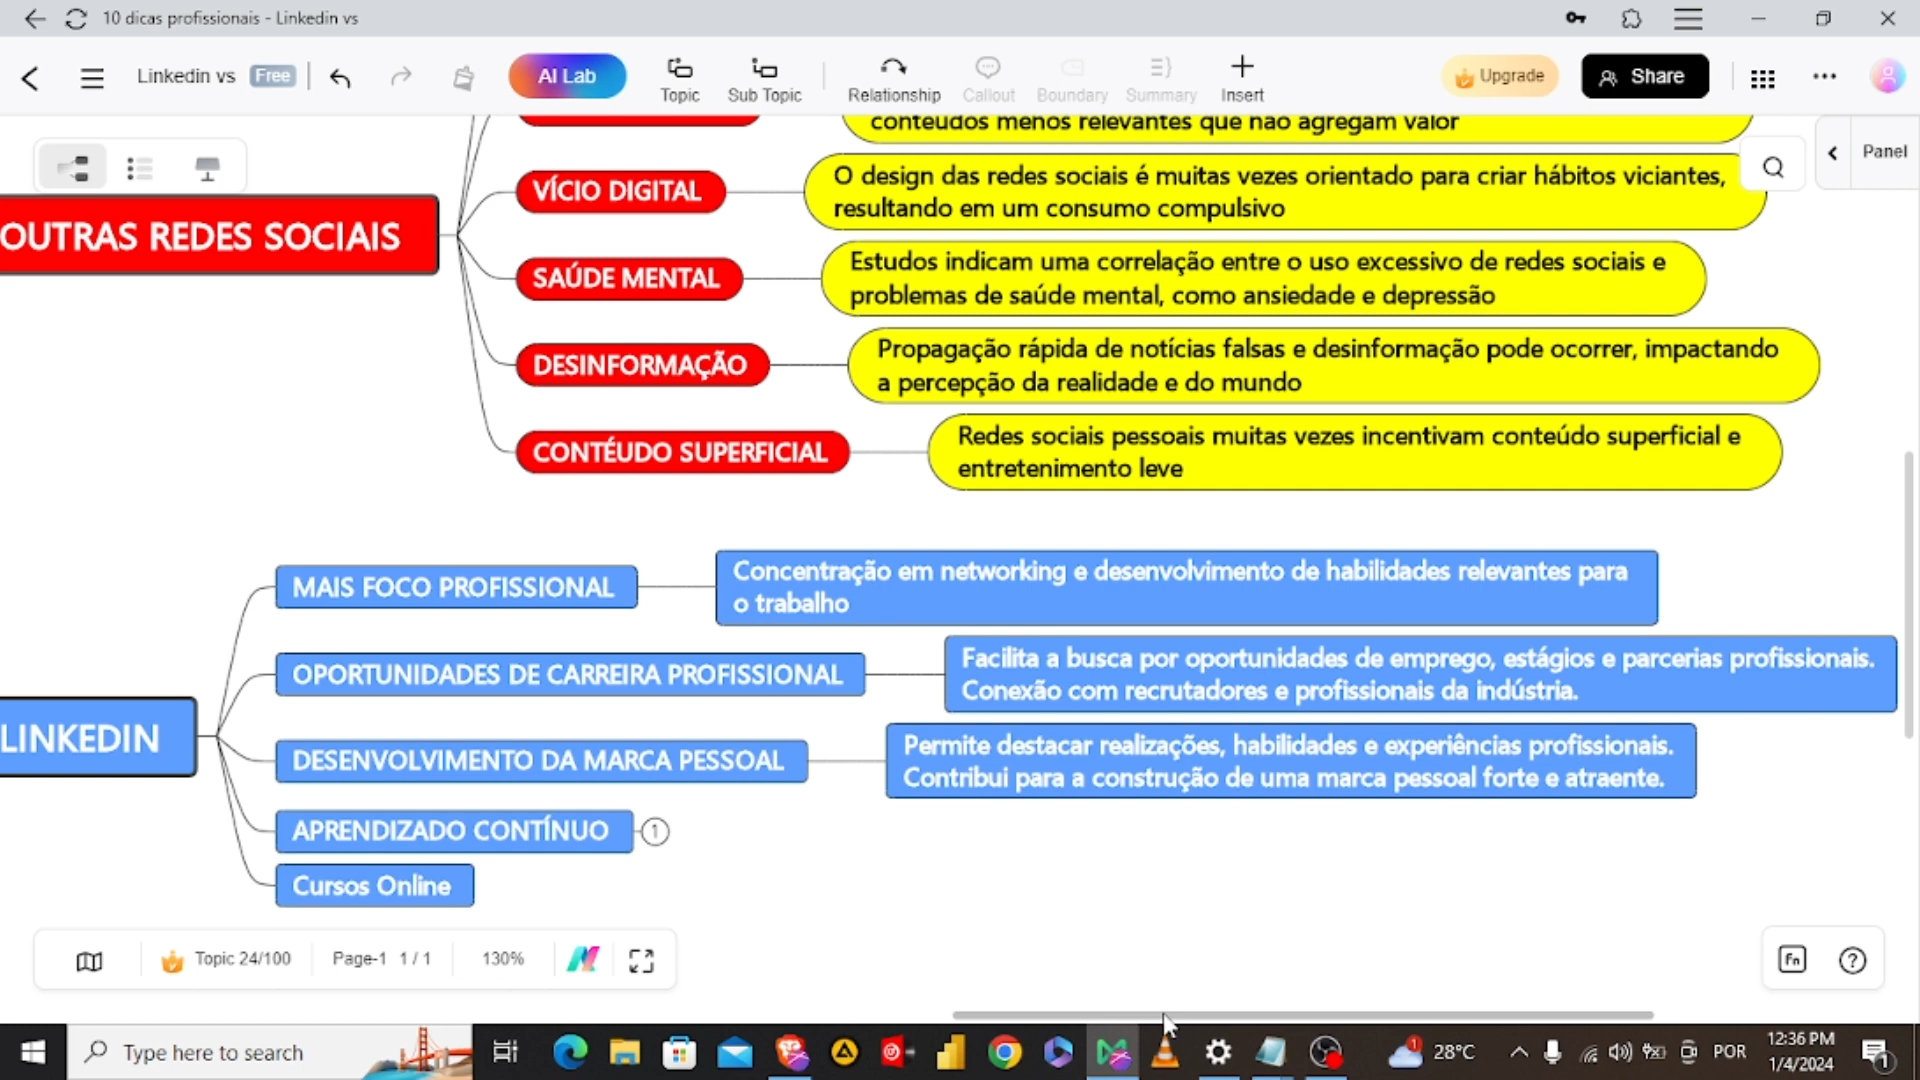 10 dicas profissionais - Linkedin vs
Linkedin vs Free
AI Lab
Topic
Sub Topic
Relationship
Callout
Boundary
Summary
Insert
Upgrade
Share
Panel
conteúdos menos relevantes que não agregam valor
OUTRAS REDES SOCIAIS
VÍCIO DIGITAL
O design das redes sociais é muitas vezes orientado para criar hábitos viciantes,
resultando em um consumo compulsivo
SAÚDE MENTAL
Estudos indicam uma correlação entre o uso excessivo de redes sociais e
problemas de saúde mental, como ansiedade e depressão
DESINFORMAÇÃO
Propagação rápida de notícias falsas e desinformação pode ocorrer, impactando
a percepção da realidade e do mundo
CONTÉUDO SUPERFICIAL
Redes sociais pessoais muitas vezes incentivam conteúdo superficial e
entretenimento leve
LINKEDIN
MAIS FOCO PROFISSIONAL
Concentração em networking e desenvolvimento de habilidades relevantes para
o trabalho
OPORTUNIDADES DE CARREIRA PROFISSIONAL
Facilita a busca por oportunidades de emprego, estágios e parcerias profissionais.
Conexão com recrutadores e profissionais da indústria.
DESENVOLVIMENTO DA MARCA PESSOAL
Permite destacar realizações, habilidades e experiências profissionais.
Contribui para a construção de uma marca pessoal forte e atraente.
APRENDIZADO CONTÍNUO 1
Cursos Online
Topic 24/100
Page-1 1 / 1
130%
Fn
Type here to search
1
28°C
POR
12:36 PM
1/4/2024
1